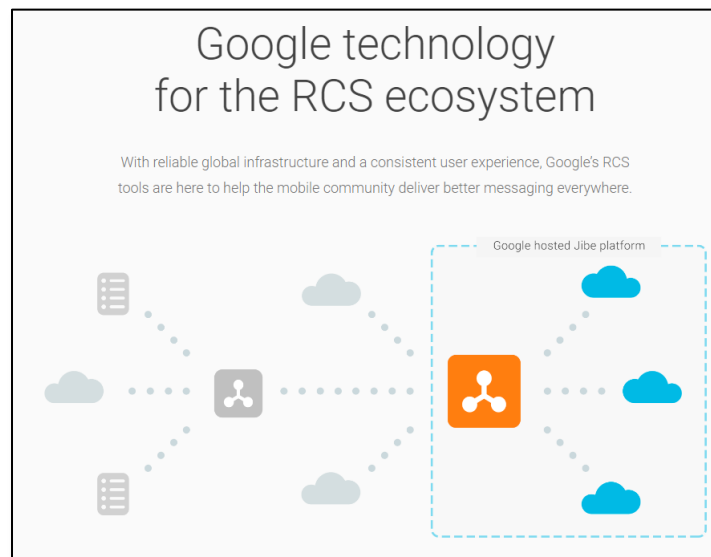 Google technology
for the RCS ecosystem
With reliable global infrastructure and a consistent user experience, Google's RCS
tools are here to help the mobile community deliver better messaging everywhere.
Google hosted Jibe platform